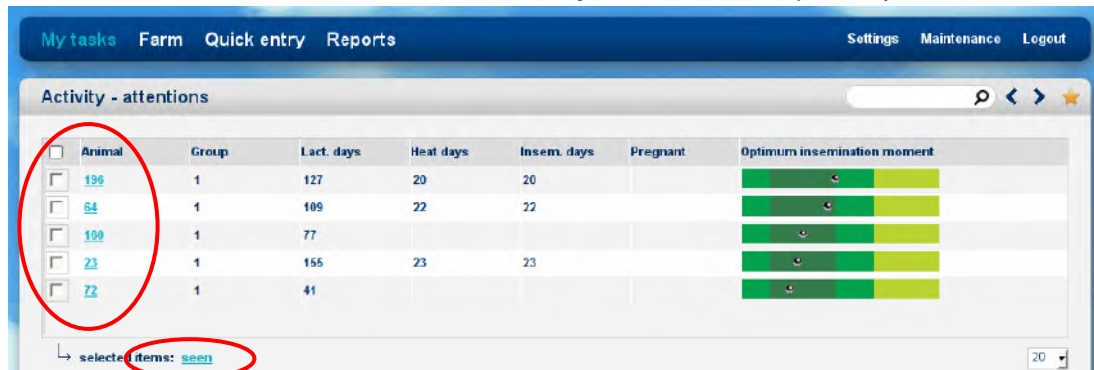 My tasks Farm Quick entry Reports Settings Maintenance Logout
Activity - attentions
Animal Group Lact. days Heat days Insem. days Pregnant Optimum insemination moment
196 1 127 20 20
64 1 109 22 22
100 1 77
23 1 155 23 23
72 1 41
selected items: seen 20